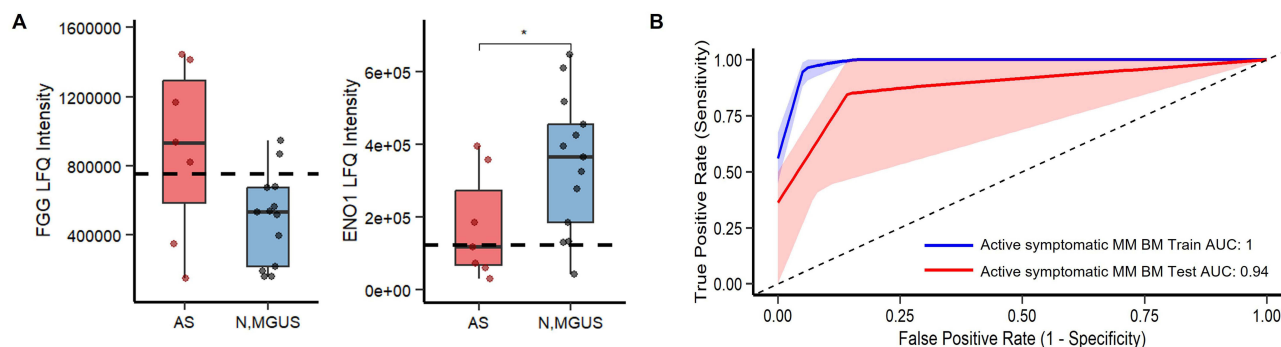 A
FGG LFQ Intensity
1600000
1200000
800000
400000
AS
N,MGUS
ENO1 LFQ Intensity
*
6e+05
4e+05
2e+05
0e+00
AS
N,MGUS
B
True Positive Rate (Sensitivity)
1.00
0.75
0.50
0.25
0.00
Active symptomatic MM BM Train AUC: 1
Active symptomatic MM BM Test AUC: 0.94
0.00
0.25
0.50
0.75
1.00
False Positive Rate (1 - Specificity)